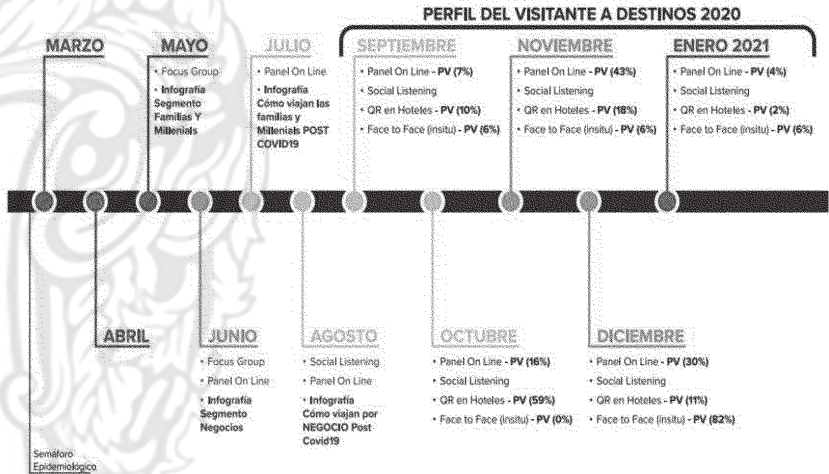 PERFIL DEL VISITANTE A DESTINOS 2020
MARZO
MAYO
• Focus Group
• Infografía
Segmento
Familias Y
Millenials
JULIO
• Panel On Line
• Infografía
Cómo viajan las
familias y
Millenials POST
COVID19
SEPTIEMBRE
• Panel On Line - PV (7%)
• Social Listening
• QR en Hoteles - PV (10%)
• Face to Face (insitu) - PV (6%)
NOVIEMBRE
• Panel On Line - PV (43%)
• Social Listening
• QR en Hoteles - PV (18%)
• Face to Face (insitu) - PV (6%)
ENERO 2021
• Panel On Line - PV (4%)
• Social Listening
• QR en Hoteles - PV (2%)
• Face to Face (insitu) - PV (6%)
ABRIL
JUNIO
• Focus Group
• Panel On Line
• Infografía
Segmento
Negocios
AGOSTO
• Social Listening
• Panel On Line
• Infografía
Cómo viajan por
NEGOCIO Post
Covid19
OCTUBRE
• Panel On Line - PV (16%)
• Social Listening
• QR en Hoteles - PV (59%)
• Face to Face (insitu) - PV (0%)
DICIEMBRE
• Panel On Line - PV (30%)
• Social Listening
• QR en Hoteles - PV (11%)
• Face to Face (insitu) - PV (82%)
Semáforo
Epidemiológico